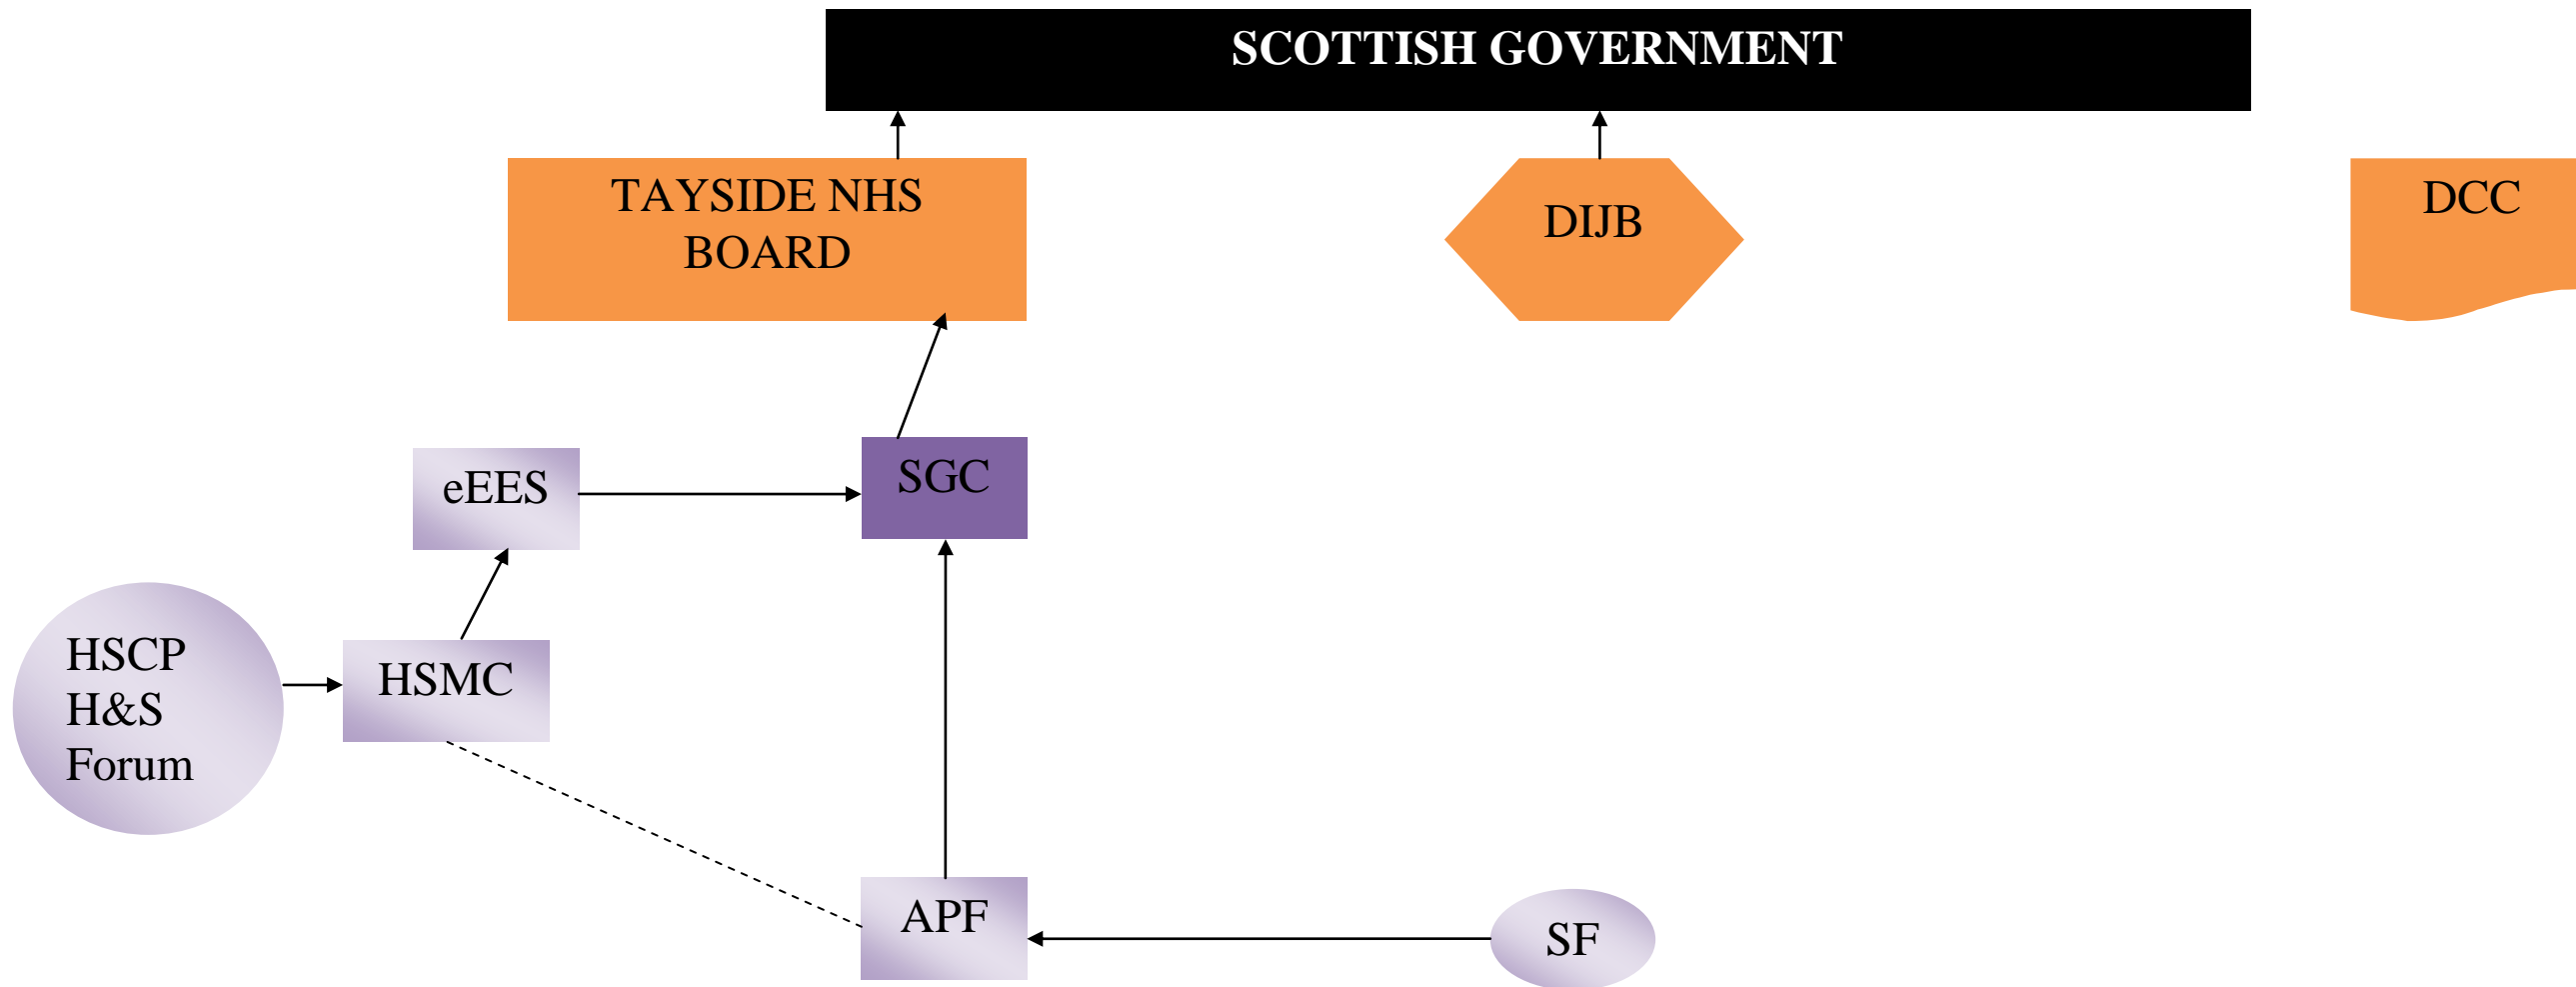 SCOTTISH GOVERNMENT
TAYSIDE NHS
BOARD
DIJB
DCC
eEES
SGC
HSCP
H&S
Forum
HSMC
APF
SF